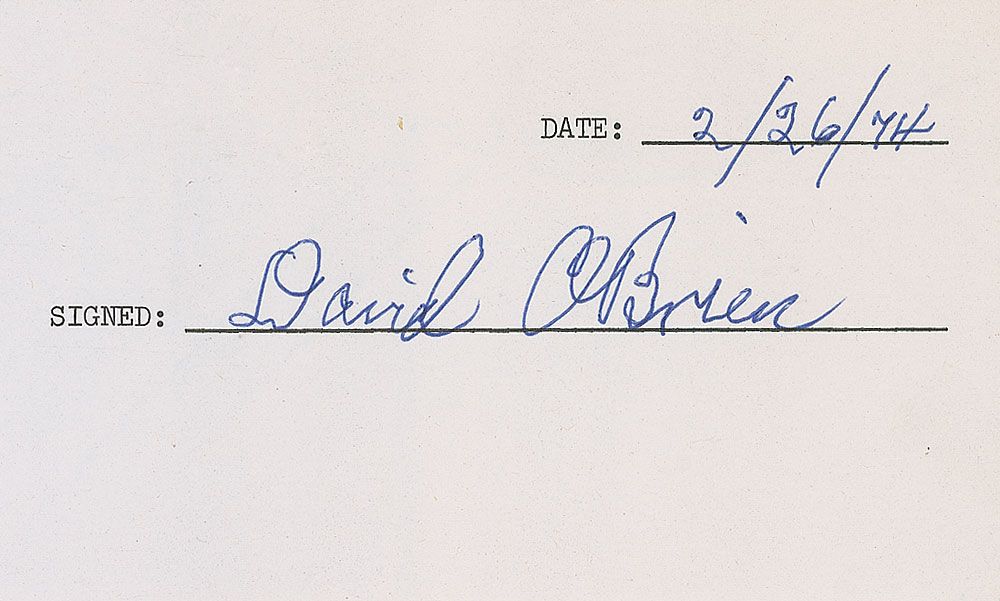 DATE: 2/26/74
SIGNED: David O'Brien